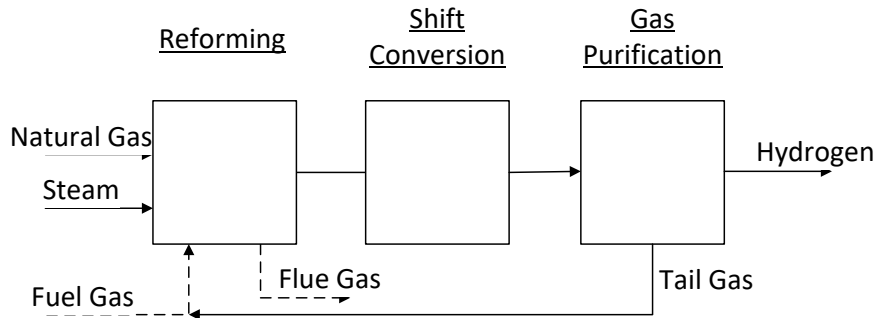 Reforming
Shift
Conversion
Gas
Purification
Natural Gas
Steam
Hydrogen
Fuel Gas
Flue Gas
Tail Gas